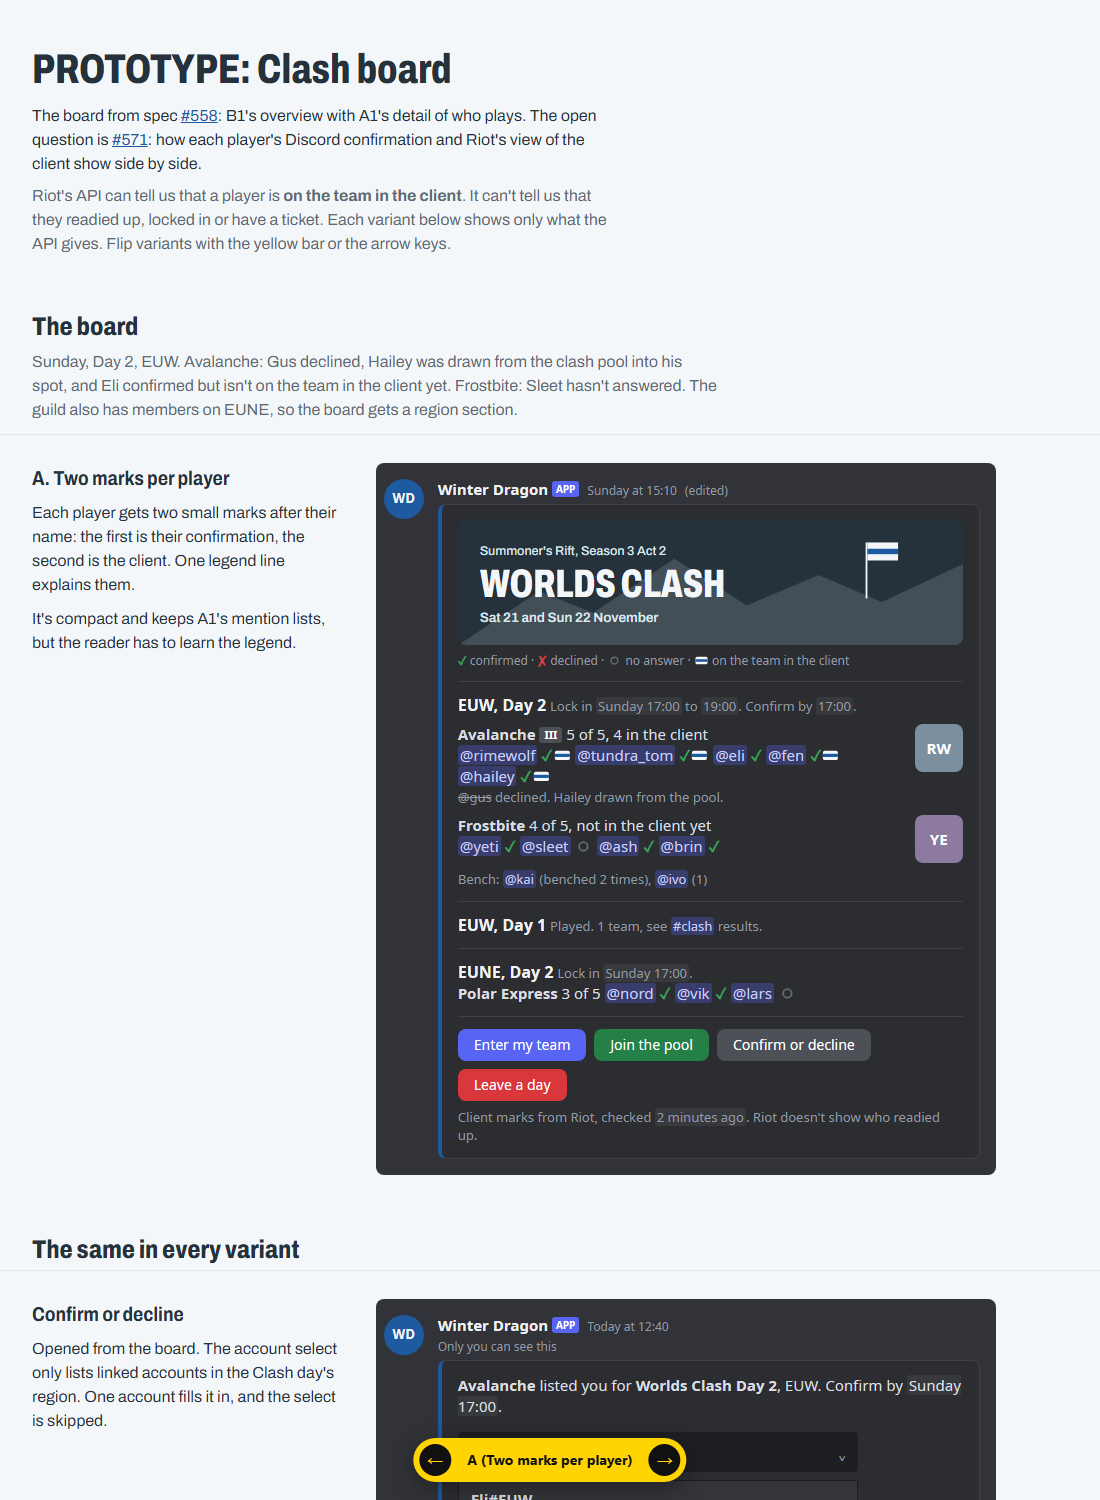 PROTOTYPE: Clash board
The board from spec #558: B1's overview with A1's detail of who plays. The open
question is #571: how each player's Discord confirmation and Riot's view of the
client show side by side.
Riot's API can tell us that a player is on the team in the client. It can't tell us that
they readied up, locked in or have a ticket. Each variant below shows only what the
API gives. Flip variants with the yellow bar or the arrow keys.
The board
Sunday, Day 2, EUW. Avalanche: Gus declined, Hailey was drawn from the clash pool into his
spot, and Eli confirmed but isn't on the team in the client yet. Frostbite: Sleet hasn't answered. The
guild also has members on EUNE, so the board gets a region section.
A. Two marks per player
Each player gets two small marks after their
name: the first is their confirmation, the
second is the client. One legend line
explains them.
It's compact and keeps A1's mention lists,
but the reader has to learn the legend.
WD
Winter Dragon APP Sunday at 15:10 (edited)
Summoner's Rift, Season 3 Act 2
WORLDS CLASH
Sat 21 and Sun 22 November
✓ confirmed · ✗ declined · ○ no answer · on the team in the client
EUW, Day 2 Lock in Sunday 17:00 to 19:00. Confirm by 17:00.
Avalanche III 5 of 5, 4 in the client
@rimewolf ✓ @tundra_tom ✓ @eli ✓ @fen ✓
@hailey ✓
@gus declined. Hailey drawn from the pool.
RW
Frostbite 4 of 5, not in the client yet
@yeti ✓ @sleet ○ @ash ✓ @brin ✓
YE
Bench: @kai (benched 2 times), @ivo (1)
EUW, Day 1 Played. 1 team, see #clash results.
EUNE, Day 2 Lock in Sunday 17:00.
Polar Express 3 of 5 @nord ✓ @vik ✓ @lars ○
Enter my team Join the pool Confirm or decline
Leave a day
Client marks from Riot, checked 2 minutes ago. Riot doesn't show who readied
up.
The same in every variant
Confirm or decline
Opened from the board. The account select
only lists linked accounts in the Clash day's
region. One account fills it in, and the select
is skipped.
WD
Winter Dragon APP Today at 12:40
Only you can see this
Avalanche listed you for Worlds Clash Day 2, EUW. Confirm by Sunday
17:00.
← A (Two marks per player) →
Eli#EUW